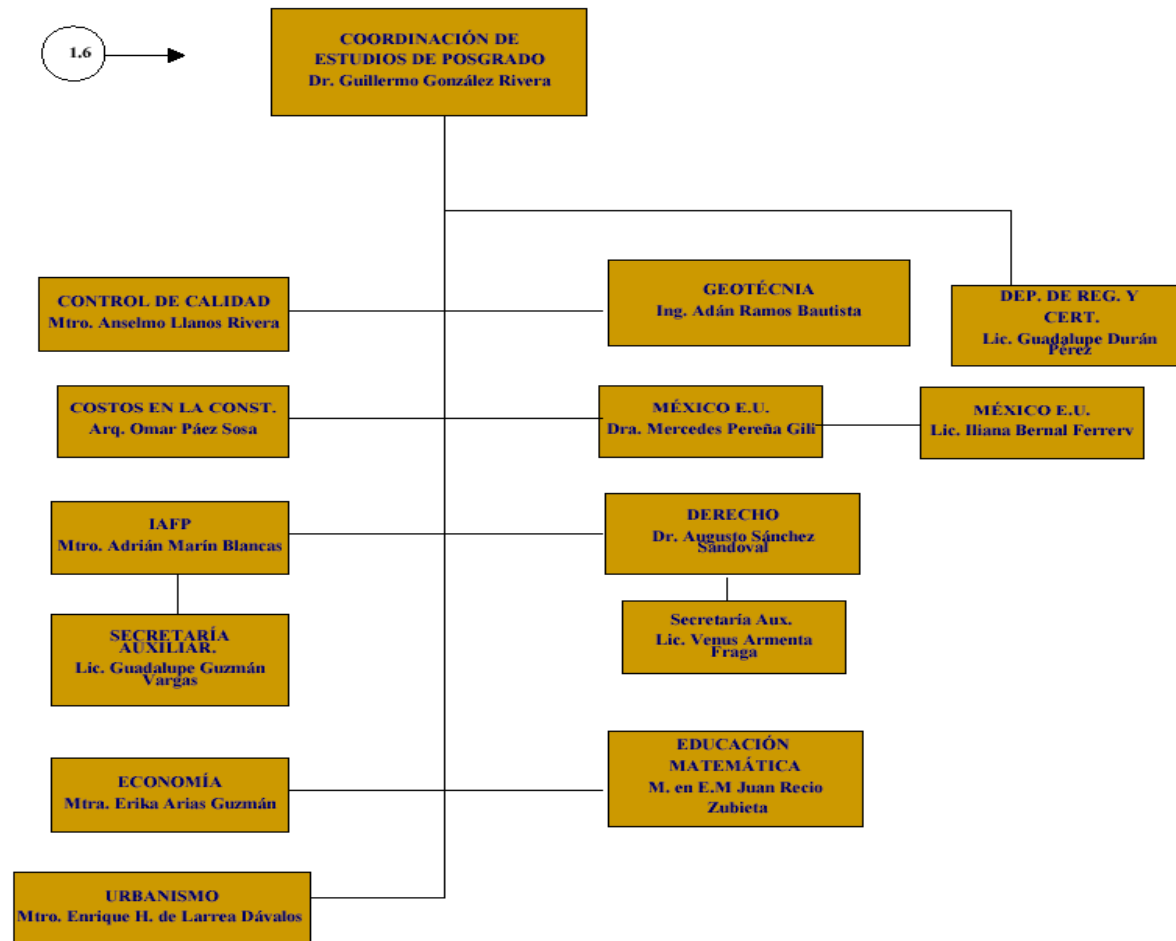 1.6
COORDINACIÓN DE
ESTUDIOS DE POSGRADO
Dr. Guillermo González Rivera
CONTROL DE CALIDAD
Mtro. Anselmo Llanos Rivera
GEOTÉCNIA
Ing. Adán Ramos Bautista
DEP. DE REG. Y
CERT.
Lic. Guadalupe Durán
Pérez
COSTOS EN LA CONST.
Arq. Omar Páez Sosa
MÉXICO E.U.
Dra. Mercedes Pereña Gili
MÉXICO E.U.
Lic. Iliana Bernal Ferrerv
IAFP
Mtro. Adrián Marín Blancas
DERECHO
Dr. Augusto Sánchez
Sandoval
SECRETARÍA
AUXILIAR.
Lic. Guadalupe Guzmán
Vargas
Secretaría Aux.
Lic. Venus Armenta
Fraga
ECONOMÍA
Mtra. Erika Arias Guzmán
EDUCACIÓN
MATEMÁTICA
M. en E.M Juan Recio
Zubieta
URBANISMO
Mtro. Enrique H. de Larrea Dávalos